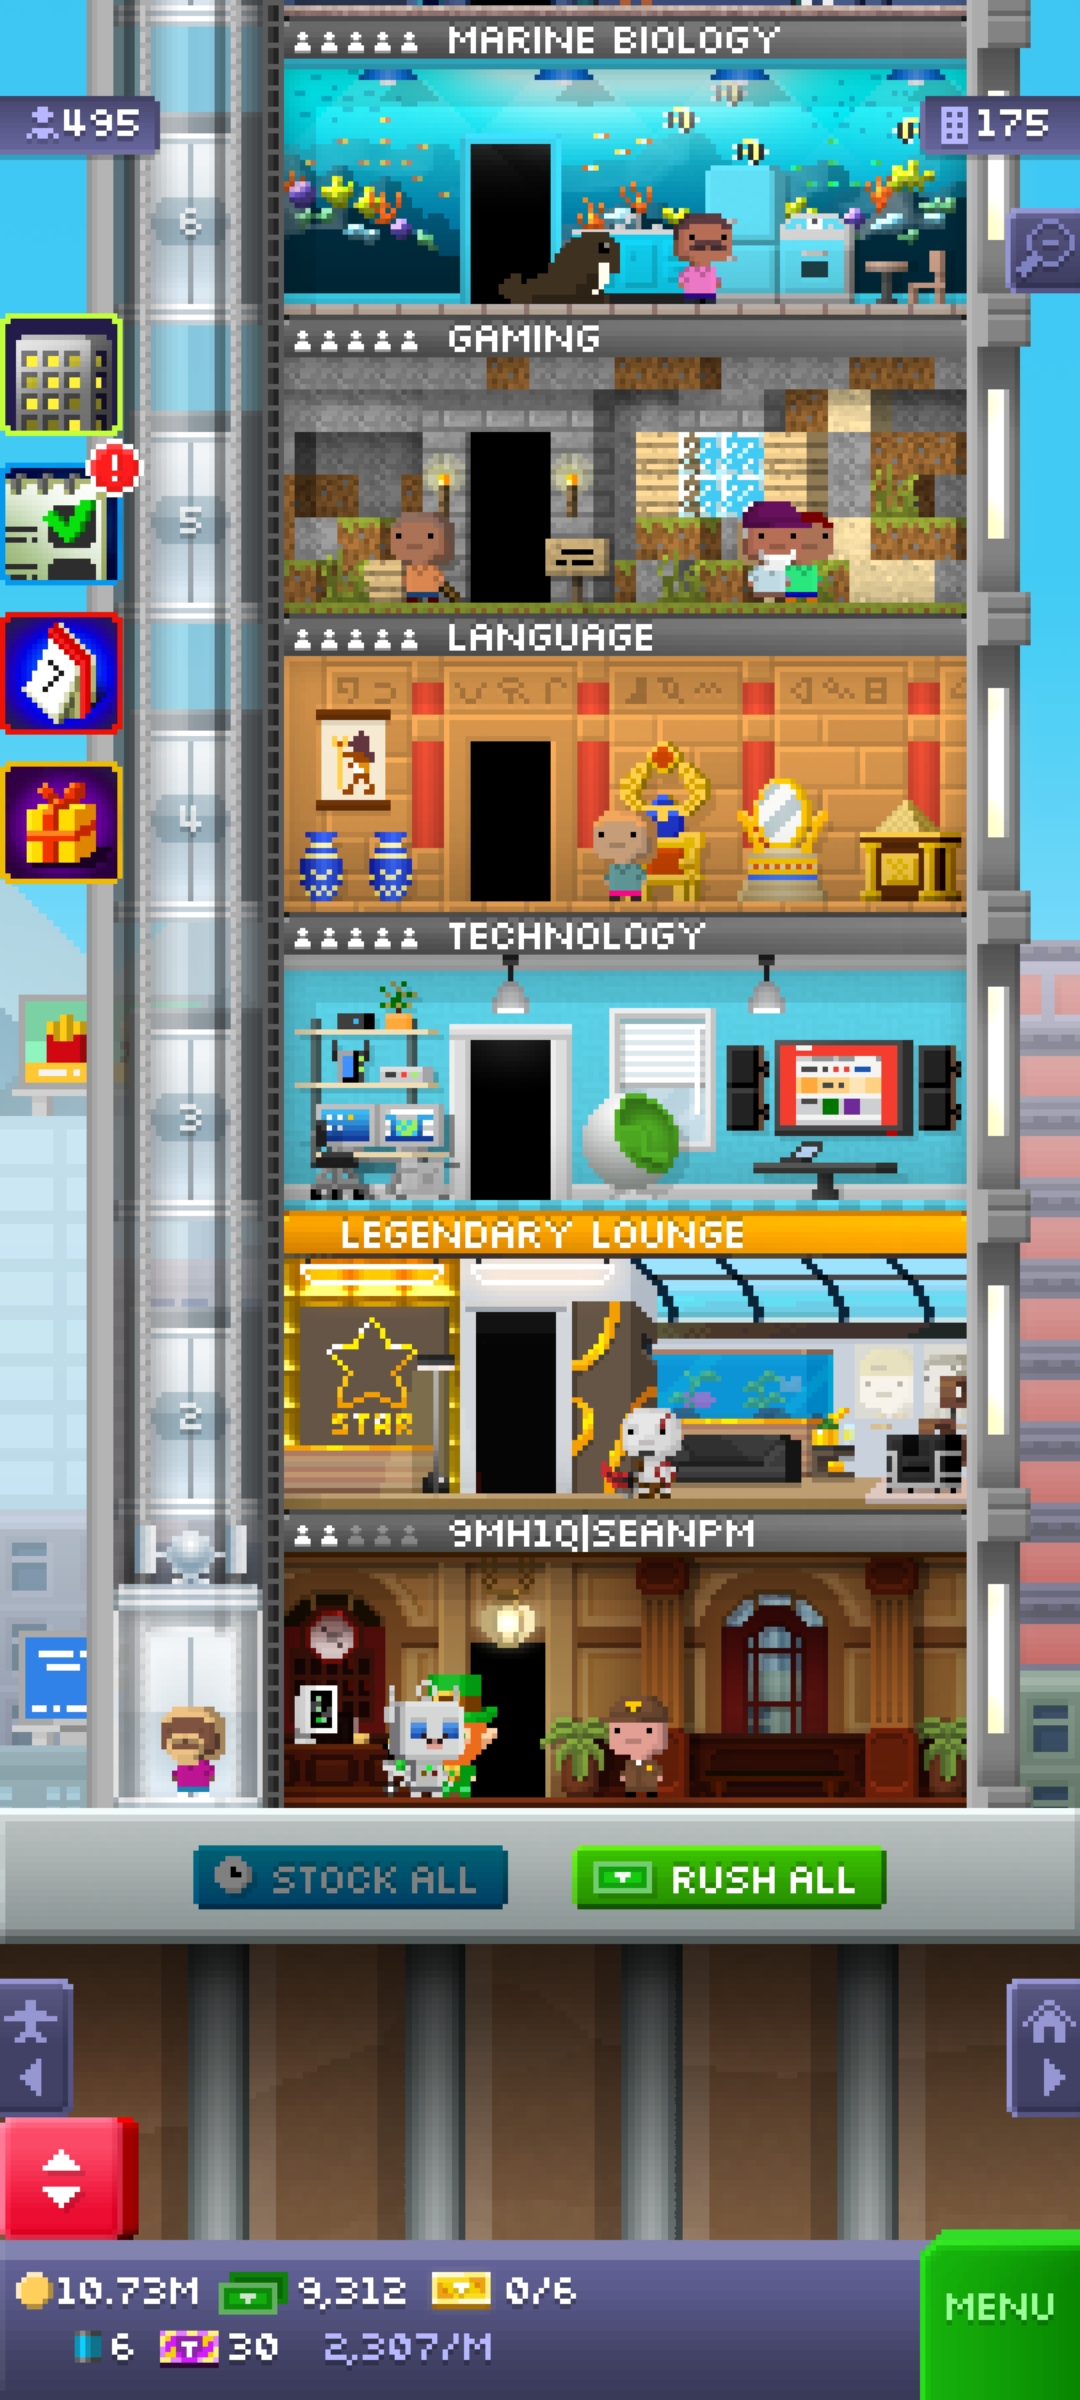 MARINE BIOLOGY
495
175
6
GAMING
5
LANGUAGE
4
TECHNOLOGY
3
LEGENDARY LOUNGE
STAR
2
9MH1Q|SEANPM
STOCK ALL
RUSH ALL
10.73M
9,312
0/6
MENU
6
30
2,307/M